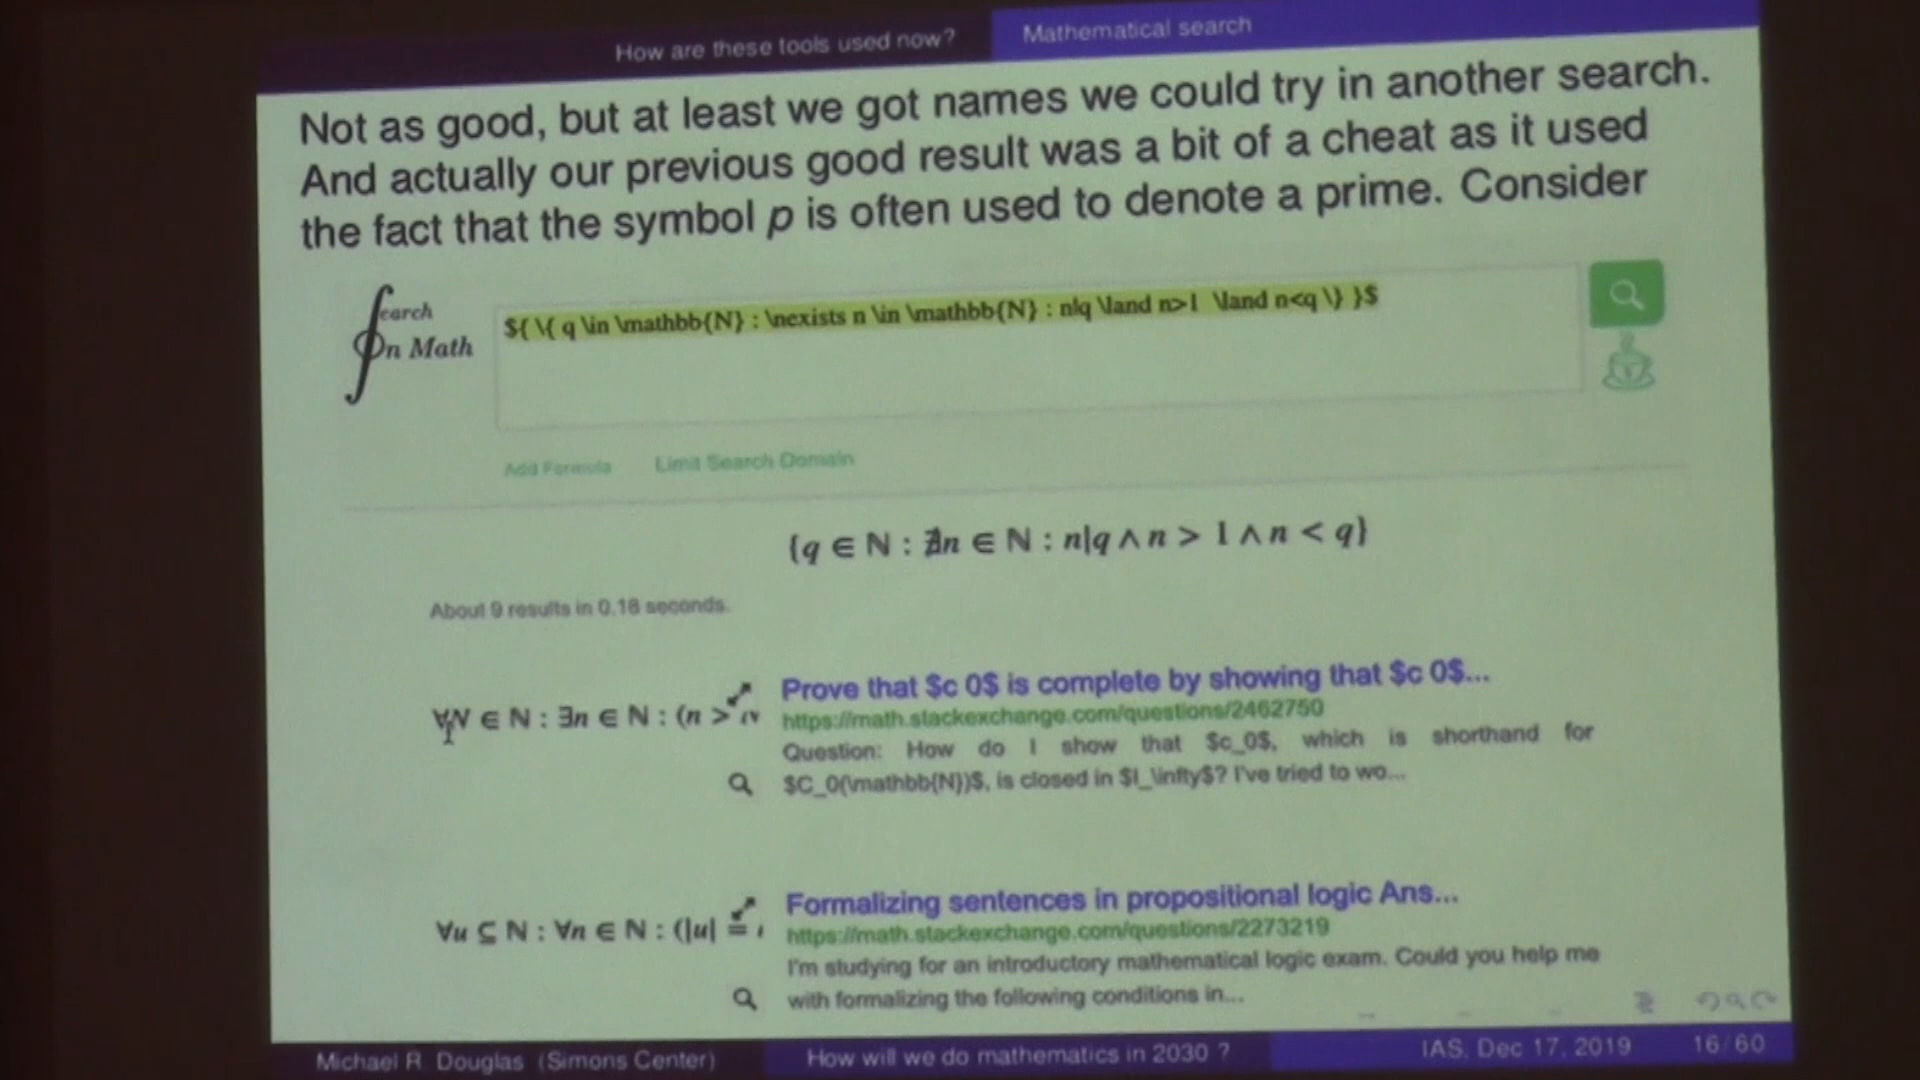 How are these tools used now?
Mathematical search
Not as good, but at least we got names we could try in another search.
And actually our previous good result was a bit of a cheat as it used
the fact that the symbol p is often used to denote a prime. Consider
Search
On Math
${ \{ q \in \mathbb{N} : \nexists n \in \mathbb{N} : n|q \land n>1 \land n<q \} }$
Add Formula Limit Search Domain
{q ∈ ℕ : ∄n ∈ ℕ : n|q ∧ n > 1 ∧ n < q}
About 9 results in 0.18 seconds.
Prove that $c 0$ is complete by showing that $c 0$...
∀N ∈ ℕ : ∃n ∈ ℕ : (n >
https://math.stackexchange.com/questions/2462750
Question: How do I show that $c_0$, which is shorthand for
$C_0(\mathbb{N})$, is closed in $l_\infty$? I've tried to wo...
Formalizing sentences in propositional logic Ans...
∀u ⊆ ℕ : ∀n ∈ ℕ : (|u| =
https://math.stackexchange.com/questions/2273219
I'm studying for an introductory mathematical logic exam. Could you help me
with formalizing the following conditions in...
Michael R. Douglas (Simons Center)
How will we do mathematics in 2030 ?
IAS, Dec 17, 2019
16/60